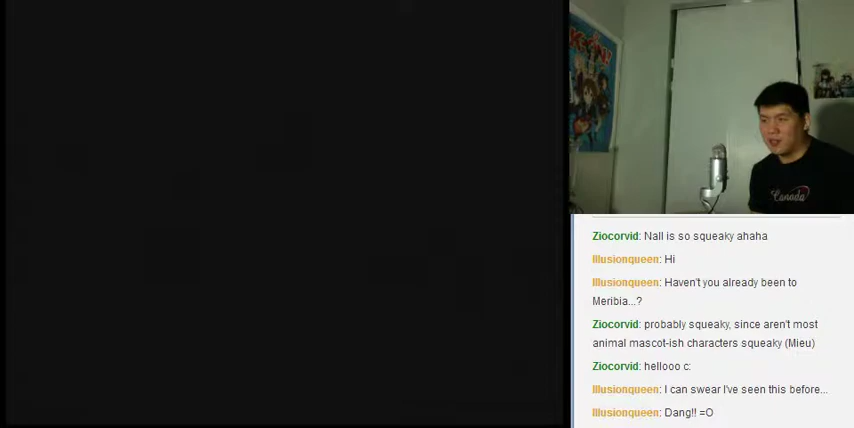 K-ON!
Canada
Ziocorvid: Nall is so squeaky ahaha
Illusionqueen: Hi
Illusionqueen: Haven't you already been to
Meribia...?
Ziocorvid: probably squeaky, since aren't most
animal mascot-ish characters squeaky (Mieu)
Ziocorvid: hellooo c:
Illusionqueen: I can swear I've seen this before...
Illusionqueen: Dang!! =O